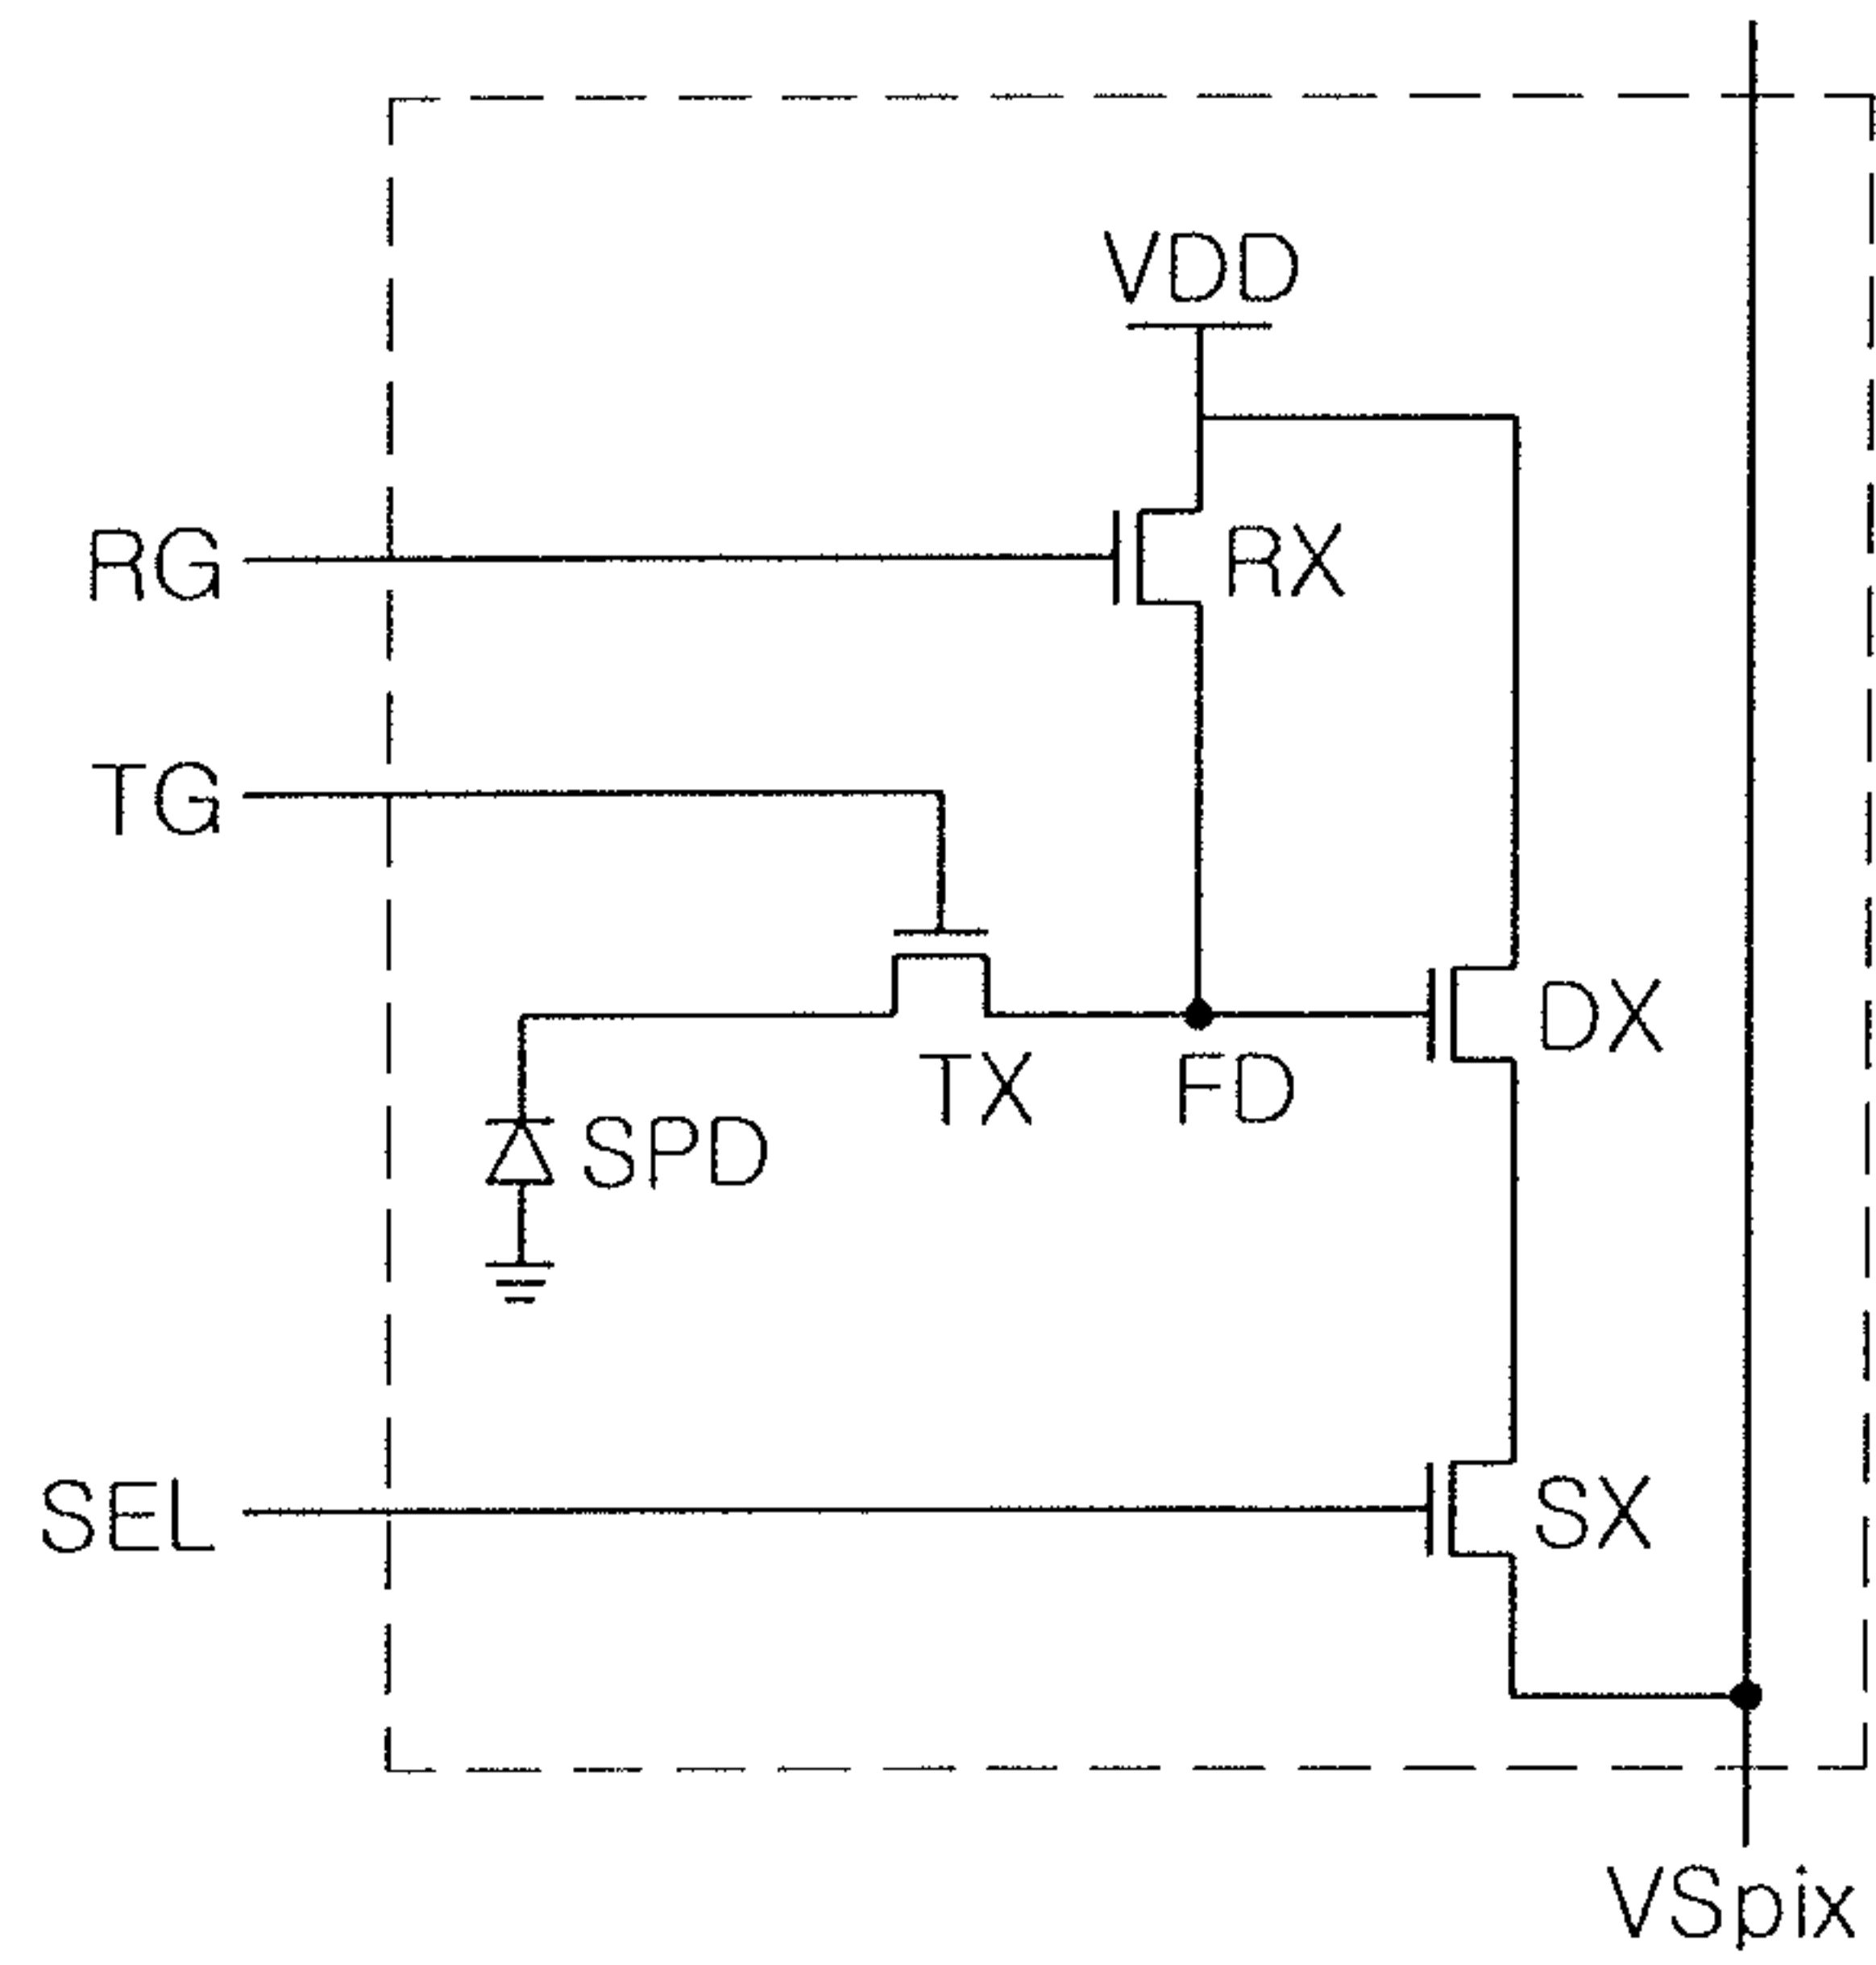 VDD
RG
RX
TG
DX
TX
FD
SPD
SEL
SX
VSpix